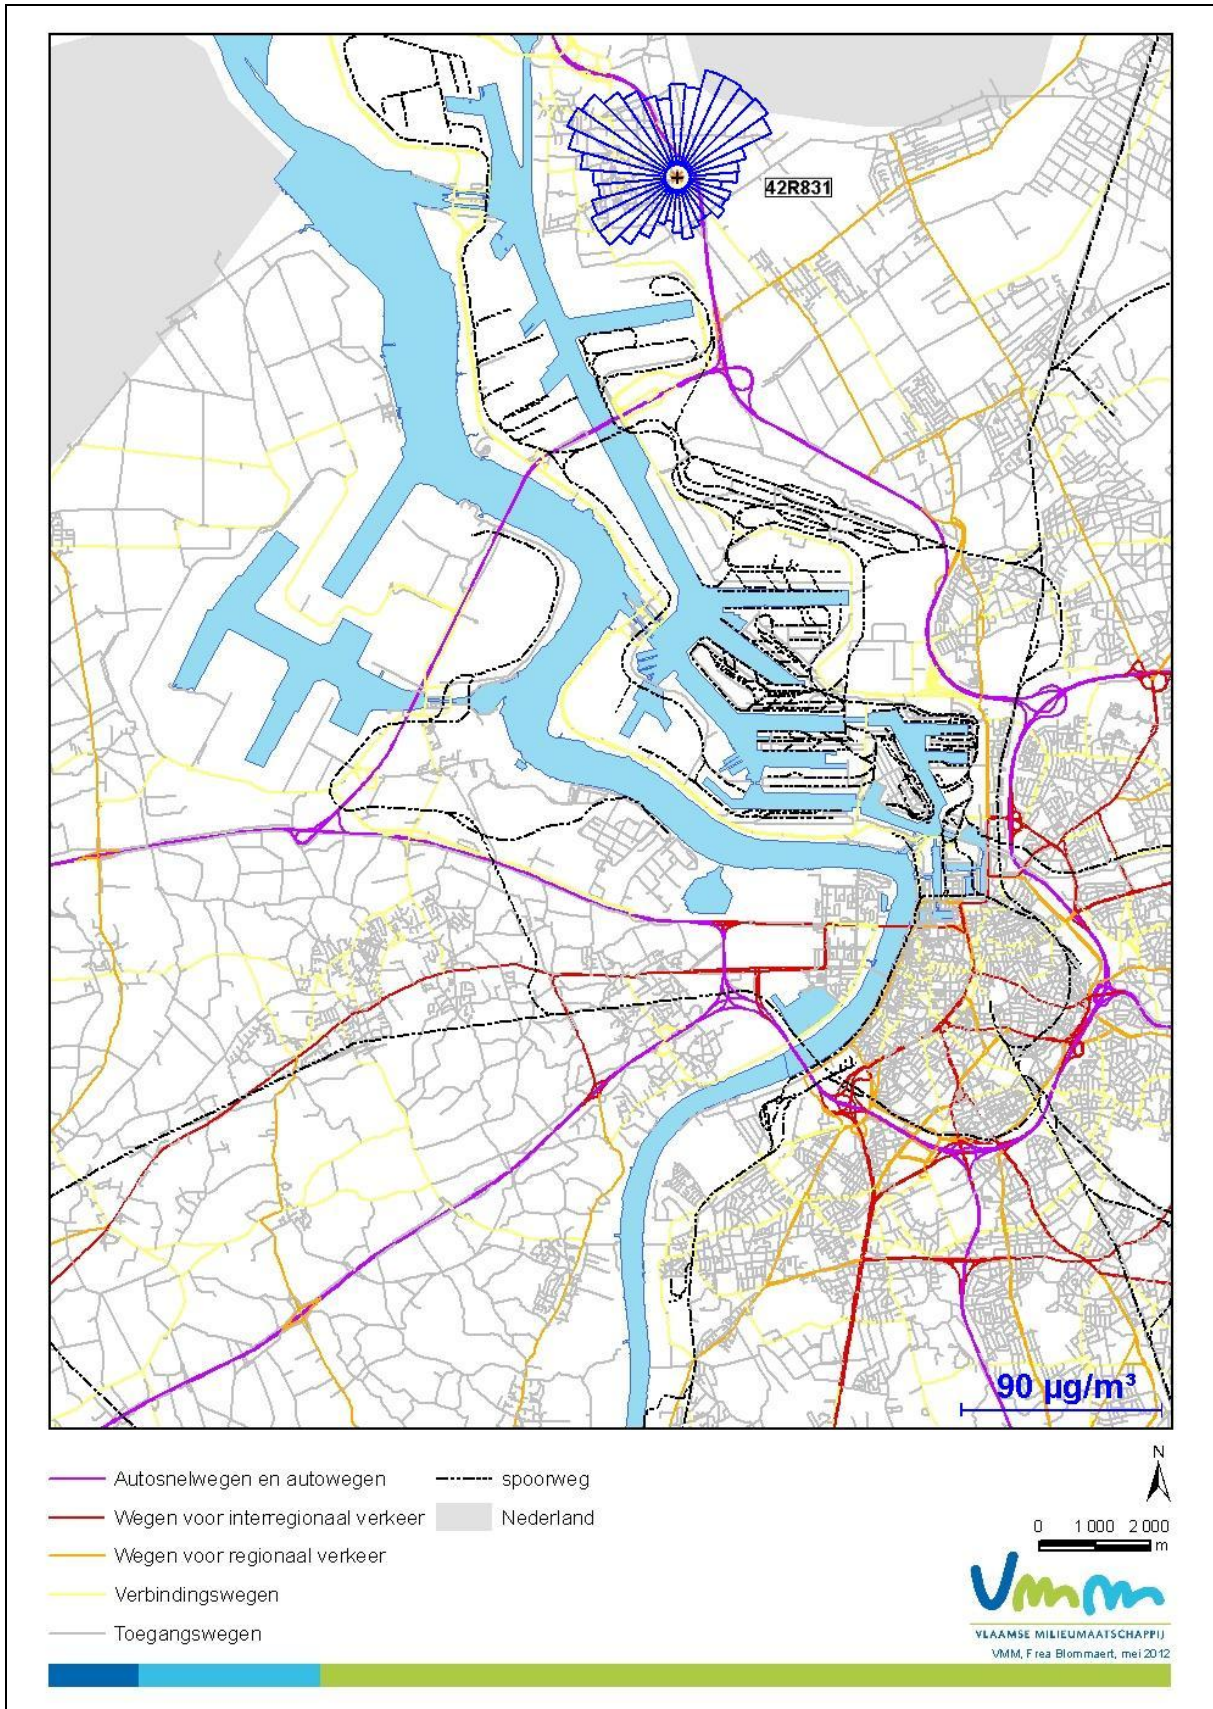 42R831
90 µg/m³
Autosnelwegen en autowegen
spoorweg
Wegen voor interregionaal verkeer
Nederland
Wegen voor regionaal verkeer
Verbindingswegen
Toegangswegen
N
0 1 000 2 000
m
vmm
VLAAMSE MILIEUMAATSCHAPPIJ
VMM, Frea Blommaert, mei 2012